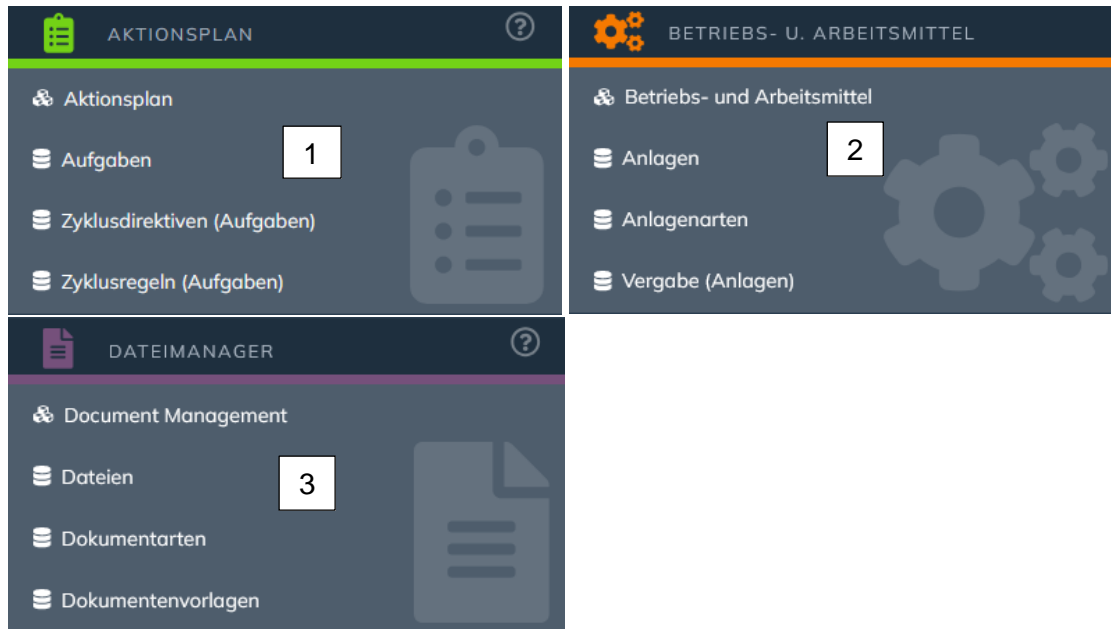 AKTIONSPLAN ?
Aktionsplan
Aufgaben 1
Zyklusdirektiven (Aufgaben)
Zyklusregeln (Aufgaben)
BETRIEBS- U. ARBEITSMITTEL
Betriebs- und Arbeitsmittel
Anlagen 2
Anlagenarten
Vergabe (Anlagen)
DATEIMANAGER ?
Document Management
Dateien 3
Dokumentarten
Dokumentenvorlagen